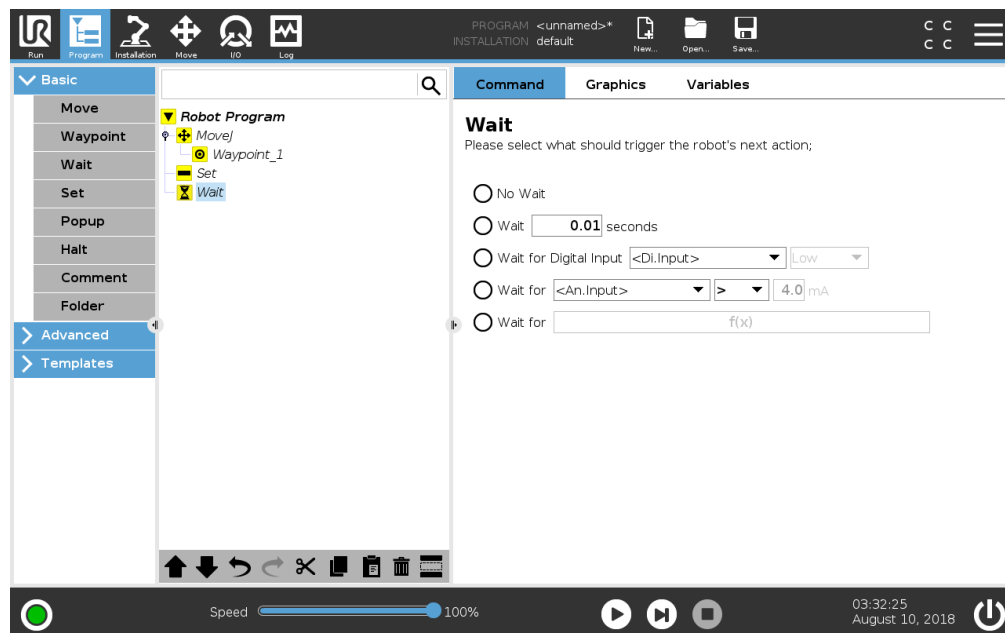 PROGRAM <unnamed>*
INSTALLATION default
UR
Run Program Installation Move I/O Log
New... Open... Save...
C C
C C
Basic
Move
Waypoint
Wait
Set
Popup
Halt
Comment
Folder
Advanced
Templates
Robot Program
MoveJ
Waypoint_1
Set
Wait
Command Graphics Variables
Wait
Please select what should trigger the robot's next action;
No Wait
Wait 0.01 seconds
Wait for Digital Input <Di.Input> Low
Wait for <An.Input> > 4.0 mA
Wait for f(x)
Speed 100%
03:32:25
August 10, 2018